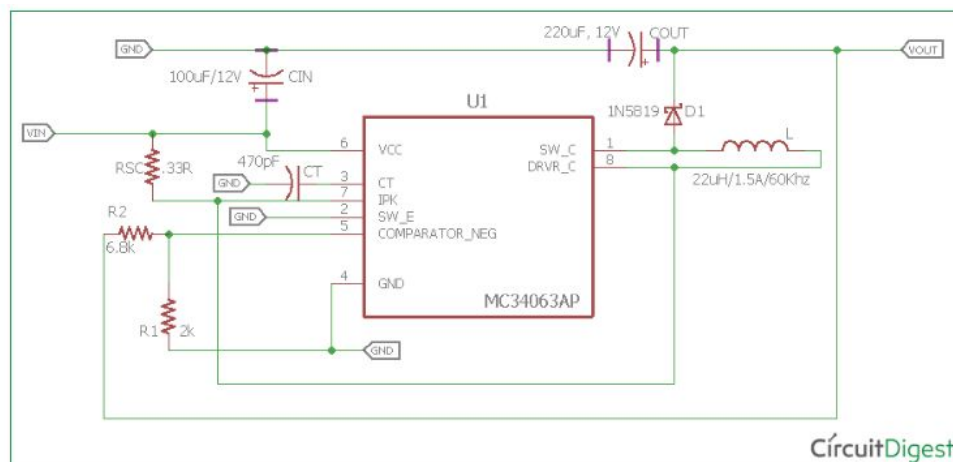 GND
220uF, 12V
COUT
VOUT
100uF/12V
CIN
U1
1N5819
D1
VIN
RSC
.33R
470pF
CT
6
VCC
SW_C
1
L
GND
3
CT
DRVR_C
8
22uH/1.5A/60Khz
7
IPK
GND
2
SW_E
R2
6.8k
5
COMPARATOR_NEG
4
GND
MC34063AP
R1
2k
GND
CircuitDigest